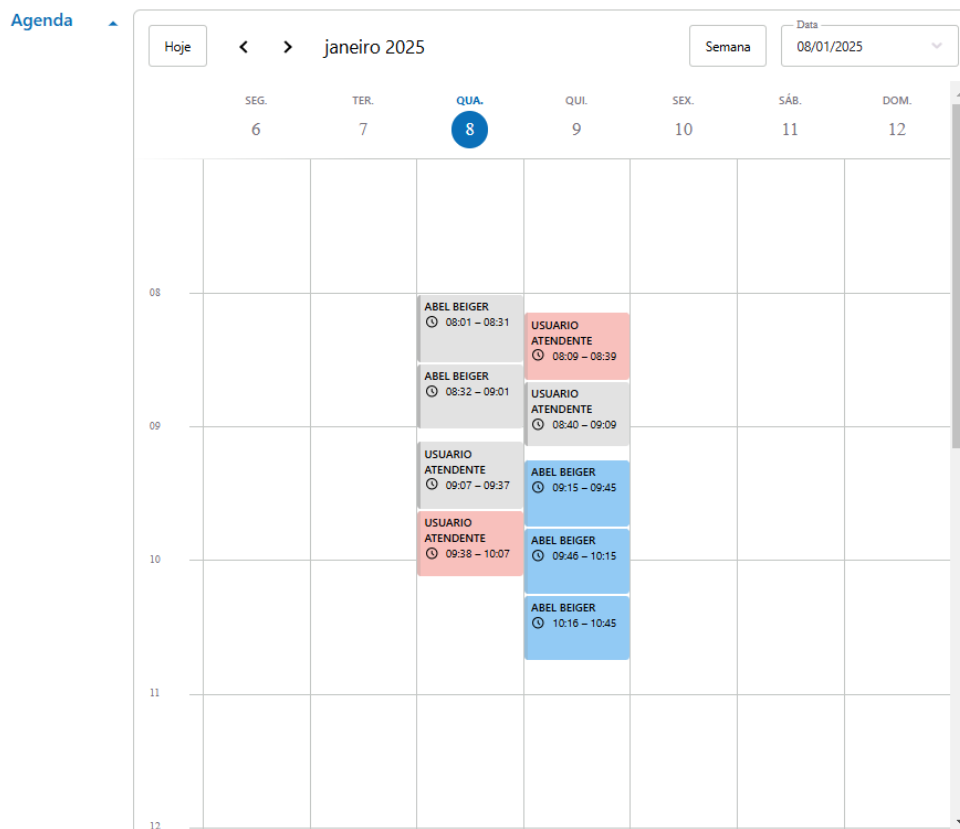 Agenda
Hoje
janeiro 2025
Semana
Data
08/01/2025
SEG.
TER.
QUA.
QUI.
SEX.
SÁB.
DOM.
6
7
8
9
10
11
12
08
ABEL BEIGER
08:01 – 08:31
ABEL BEIGER
08:32 – 09:01
USUARIO
ATENDENTE
09:07 – 09:37
USUARIO
ATENDENTE
09:38 – 10:07
USUARIO
ATENDENTE
08:09 – 08:39
USUARIO
ATENDENTE
08:40 – 09:09
ABEL BEIGER
09:15 – 09:45
ABEL BEIGER
09:46 – 10:15
ABEL BEIGER
10:16 – 10:45
09
10
11
12